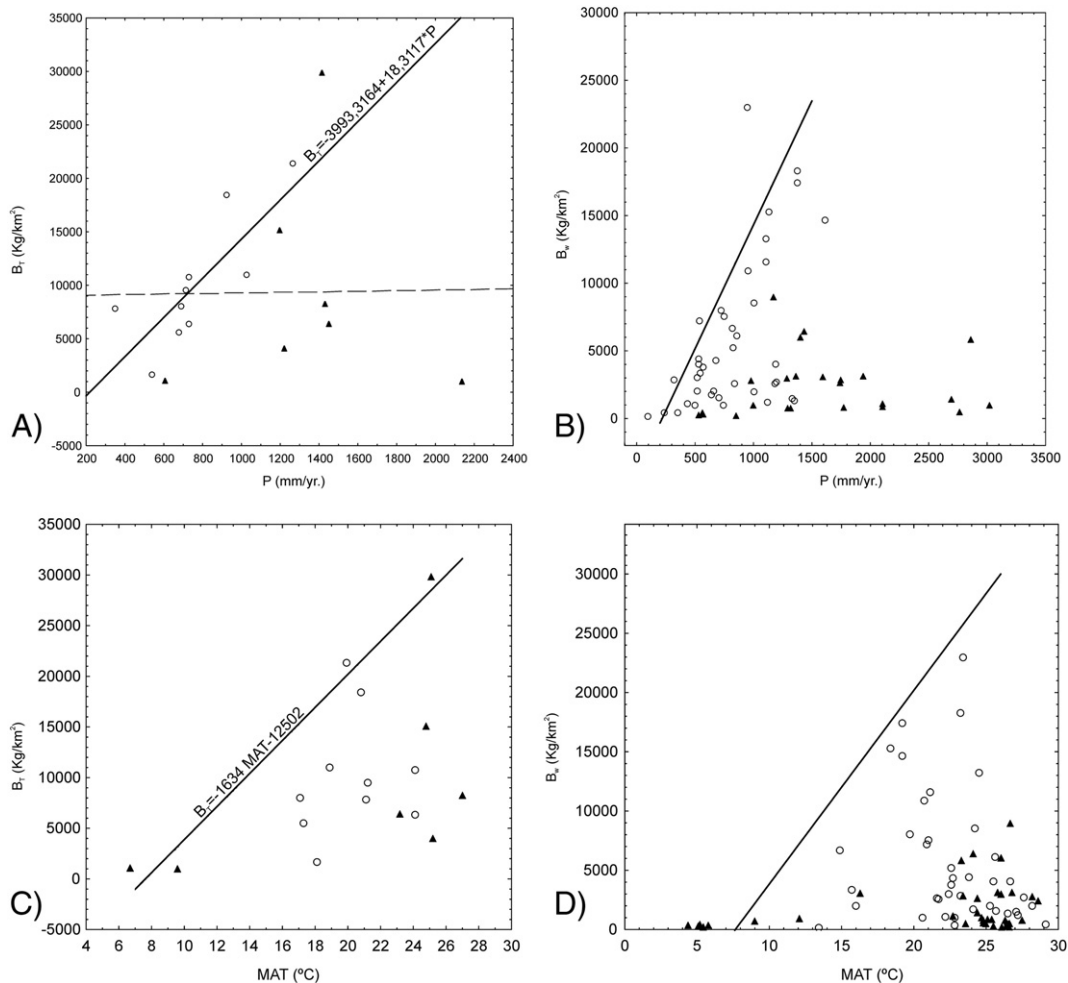 35000
30000
25000
20000
15000
10000
5000
0
-5000
B_T (Kg/km²)
B_T=-3993,3164+18,3117*P
A)
200 400 600 800 1000 1200 1400 1600 1800 2000 2200 2400
P (mm/yr.)
30000
25000
20000
15000
10000
5000
0
B_w (Kg/km²)
B)
0 500 1000 1500 2000 2500 3000 3500
P (mm/yr.)
35000
30000
25000
20000
15000
10000
5000
0
-5000
B_T (Kg/km²)
B_T=-1634 MAT-12502
C)
4 6 8 10 12 14 16 18 20 22 24 26 28 30
MAT (ºC)
30000
25000
20000
15000
10000
5000
0
B_w (Kg/km²)
D)
0 5 10 15 20 25 30
MAT (ºC)